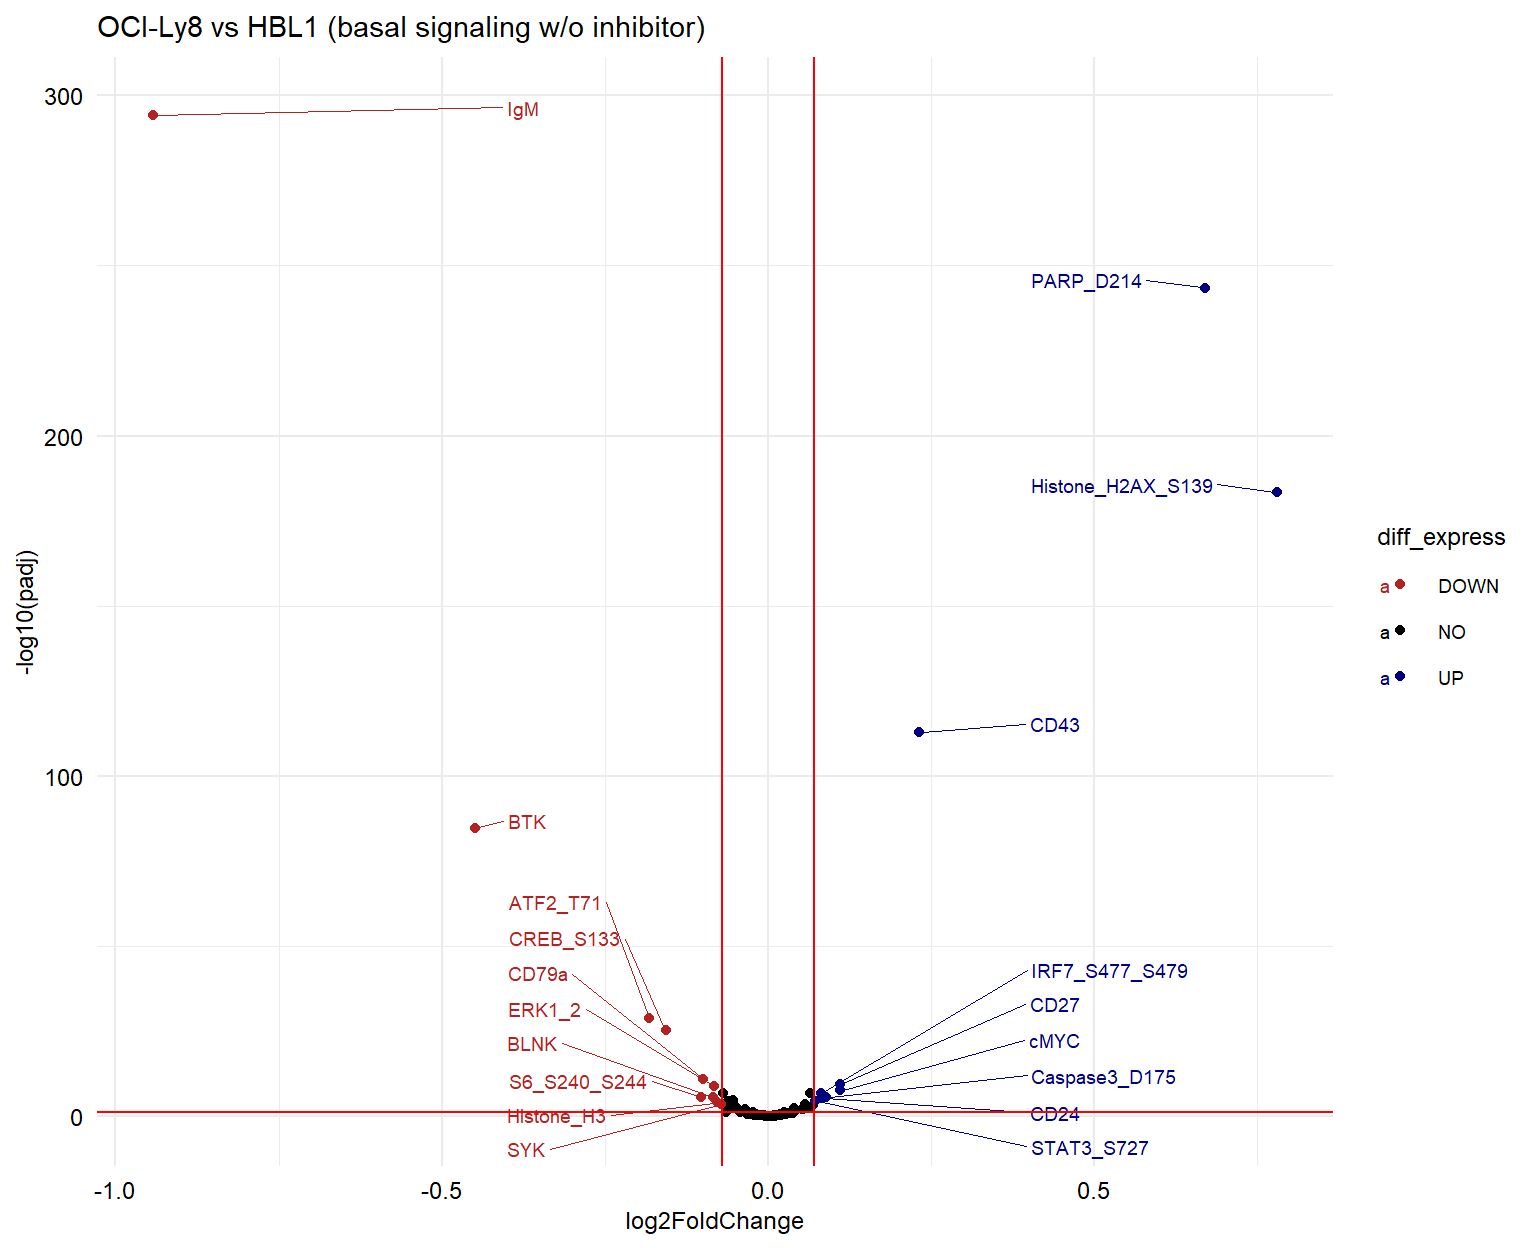 OCI-Ly8 vs HBL1 (basal signaling w/o inhibitor)
300
200
100
0
-log10(padj)
IgM
PARP_D214
Histone_H2AX_S139
CD43
BTK
ATF2_T71
CREB_S133
CD79a
ERK1_2
BLNK
S6_S240_S244
Histone_H3
SYK
IRF7_S477_S479
CD27
cMYC
Caspase3_D175
CD24
STAT3_S727
-1.0
-0.5
0.0
0.5
log2FoldChange
diff_express
a DOWN
a NO
a UP